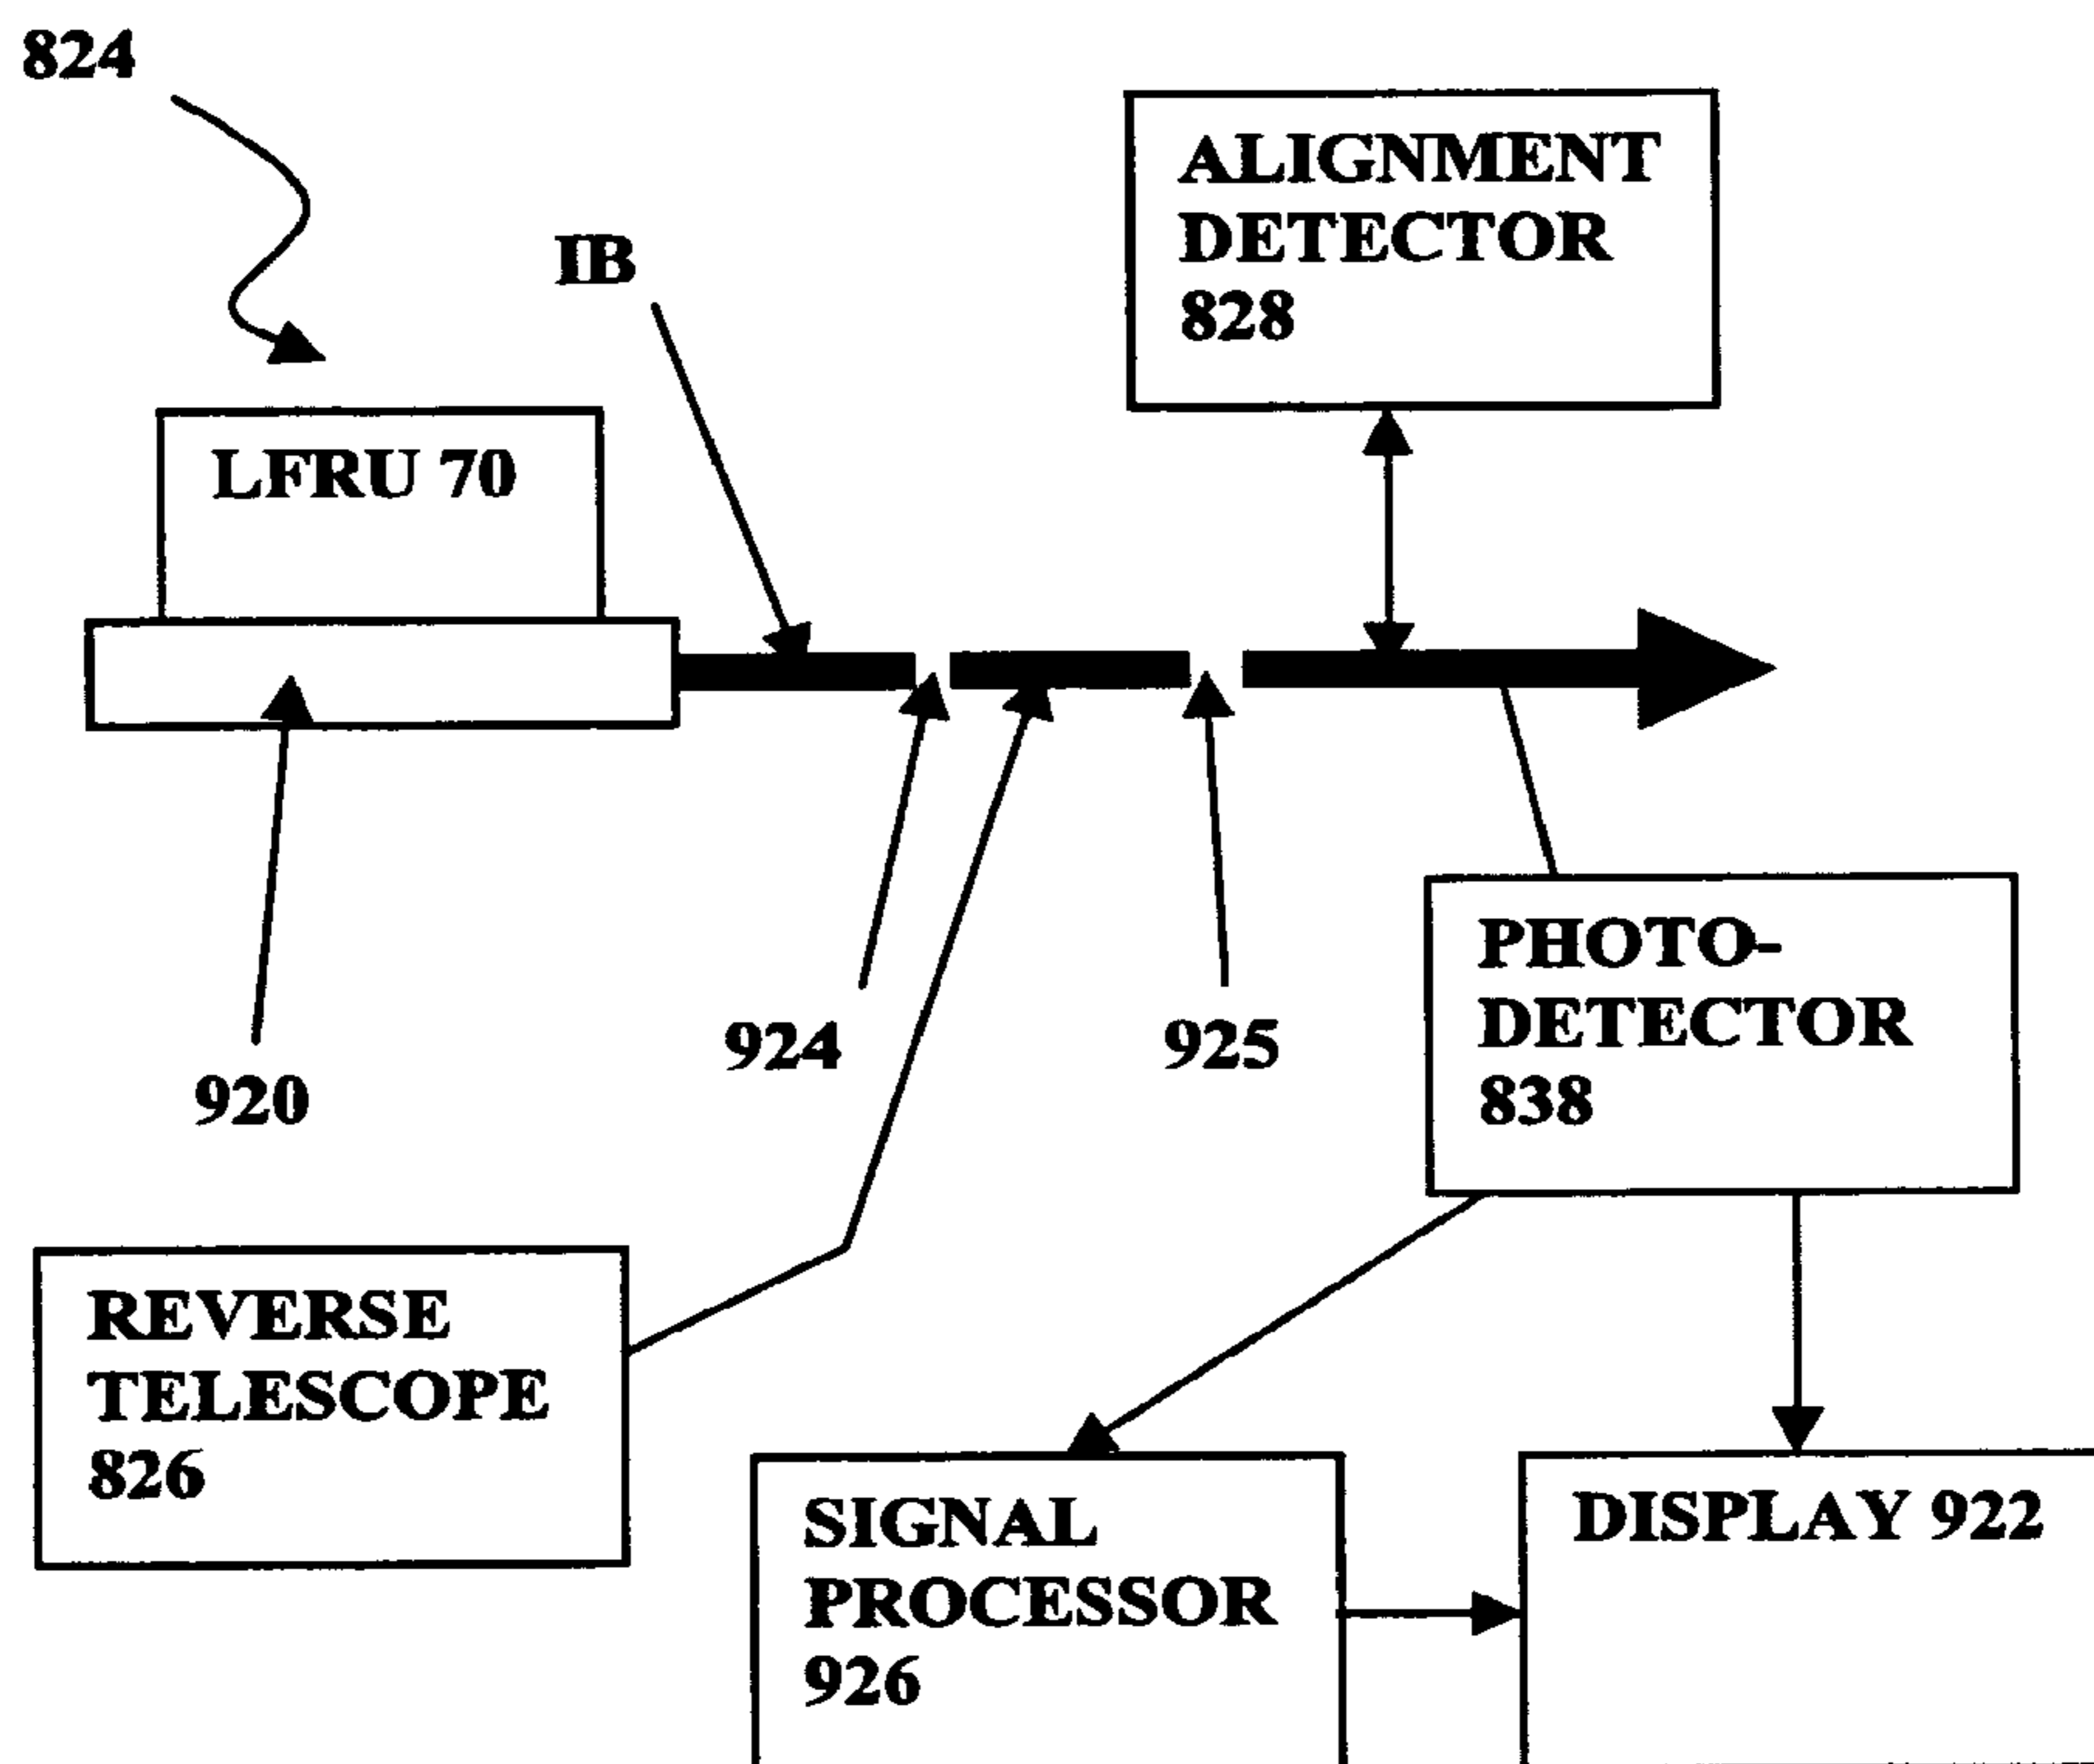 824
ALIGNMENT
DETECTOR
828
IB
LFRU 70
PHOTO-
DETECTOR
838
924
925
920
REVERSE
TELESCOPE
826
SIGNAL
PROCESSOR
926
DISPLAY 922